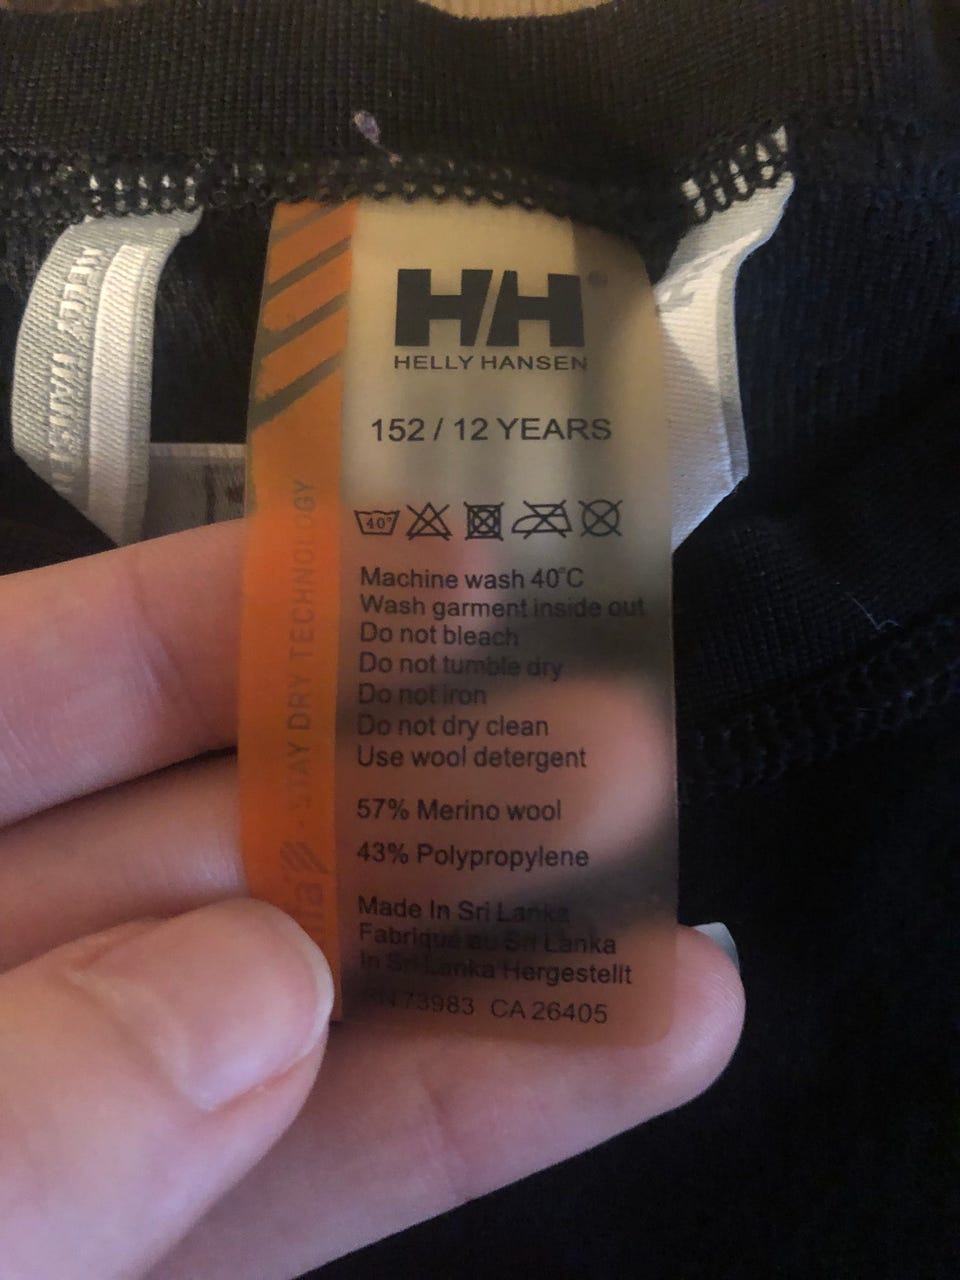 HELLY HANSEN
H/H®
HELLY HANSEN
152 / 12 YEARS
40°
Machine wash 40°C
Wash garment inside out
Do not bleach
Do not tumble dry
Do not iron
Do not dry clean
Use wool detergent
57% Merino wool
43% Polypropylene
Made In Sri Lanka
Fabriqué au Sri Lanka
In Sri Lanka Hergestellt
RN 73983 CA 26405
- STAY DRY TECHNOLOGY